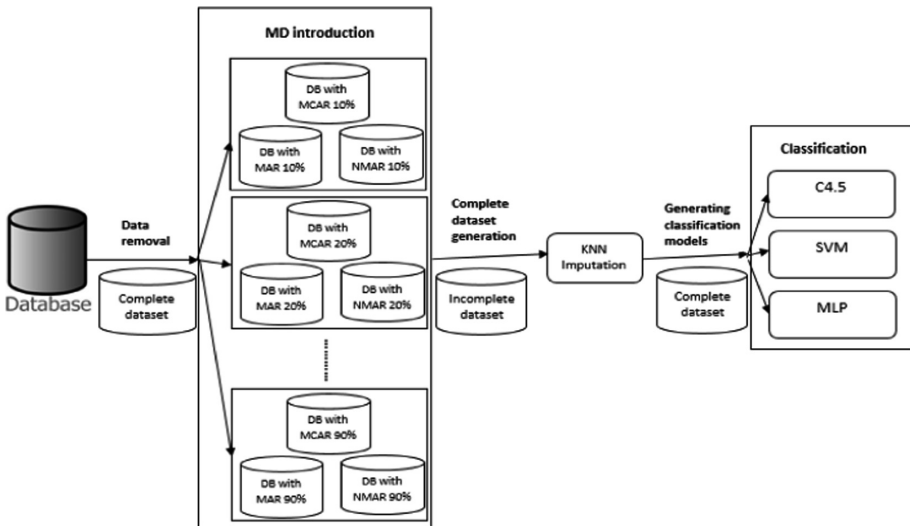 MD introduction
DB with
MCAR 10%
DB with
MAR 10%
DB with
NMAR 10%
Data
removal
Database
Complete
dataset
DB with
MCAR 20%
DB with
MAR 20%
DB with
NMAR 20%
DB with
MCAR 90%
DB with
MAR 90%
DB with
NMAR 90%
Complete
dataset
generation
Incomplete
dataset
KNN
Imputation
Generating
classification
models
Complete
dataset
Classification
C4.5
SVM
MLP